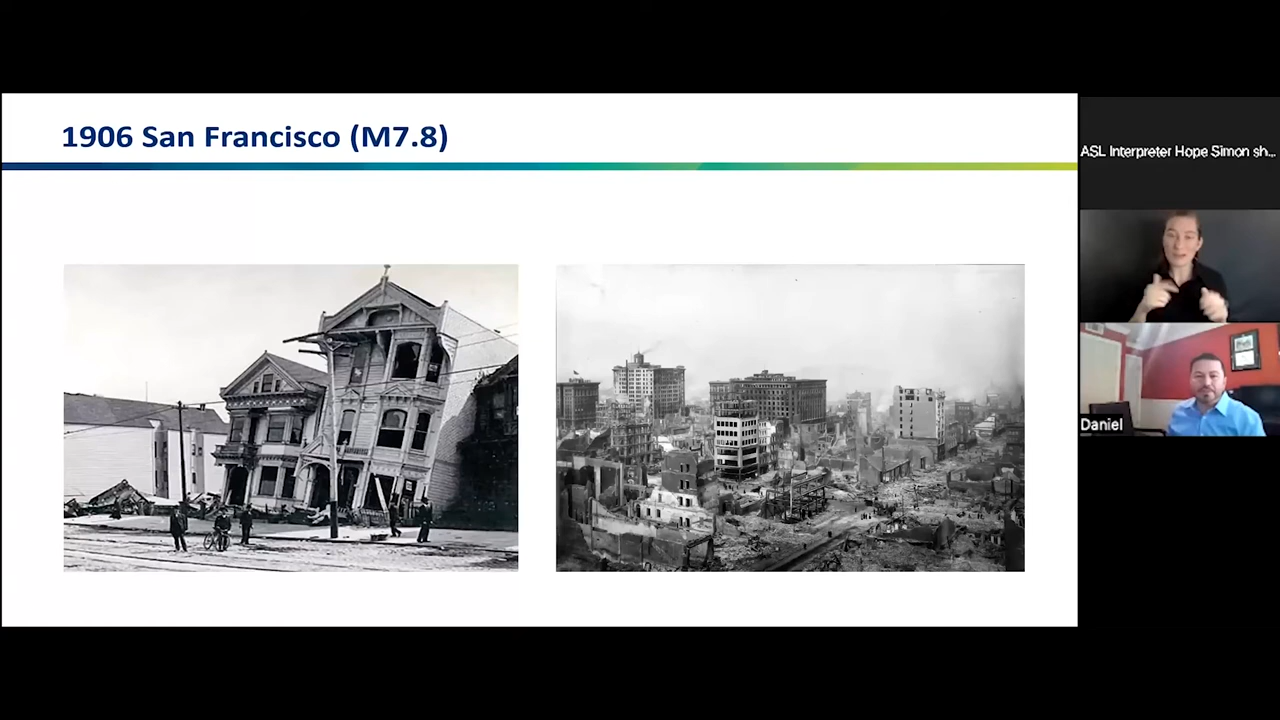 1906 San Francisco (M7.8)
ASL Interpreter Hope Simon sh...
Daniel